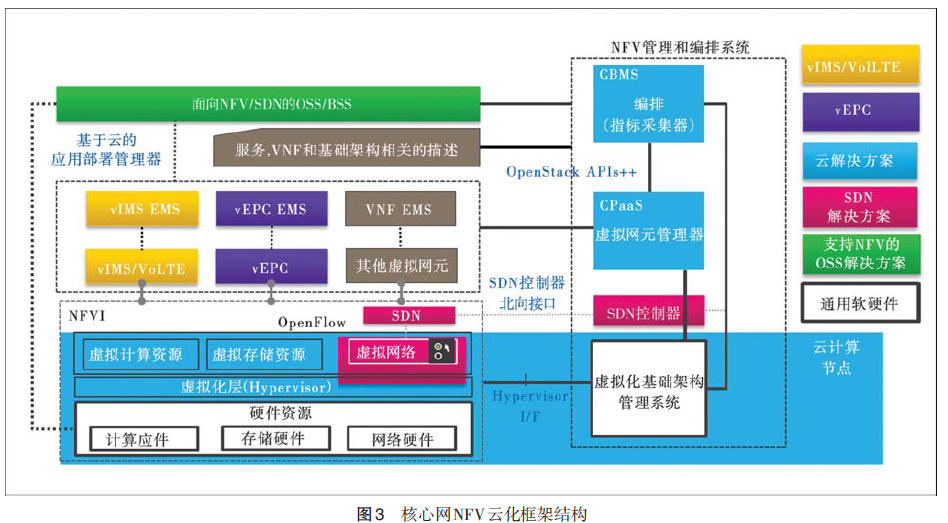 NFV管理和编排系统
CBMS
编排
(指标采集器)
面向NFV/SDN的OSS/BSS
基于云的
应用部署管理器
服务,VNF和基础架构相关的描述
OpenStack APIs++
CPaaS
虚拟网元管理器
vIMS EMS
vEPC EMS
VNF EMS
vIMS/VoLTE
vEPC
其他虚拟网元
SDN控制器
北向接口
NFVI
OpenFlow
SDN
SDN控制器
虚拟计算资源
虚拟存储资源
虚拟网络
虚拟化层(Hypervisor)
硬件资源
计算应件
存储硬件
网络硬件
Hypervisor
I/F
虚拟化基础架构
管理系统
云计算
节点
vIMS/VolLTE
vEPC
云解决方案
SDN
解决方案
支持NFV的
OSS解决方案
通用软硬件
图3 核心网NFV云化框架结构